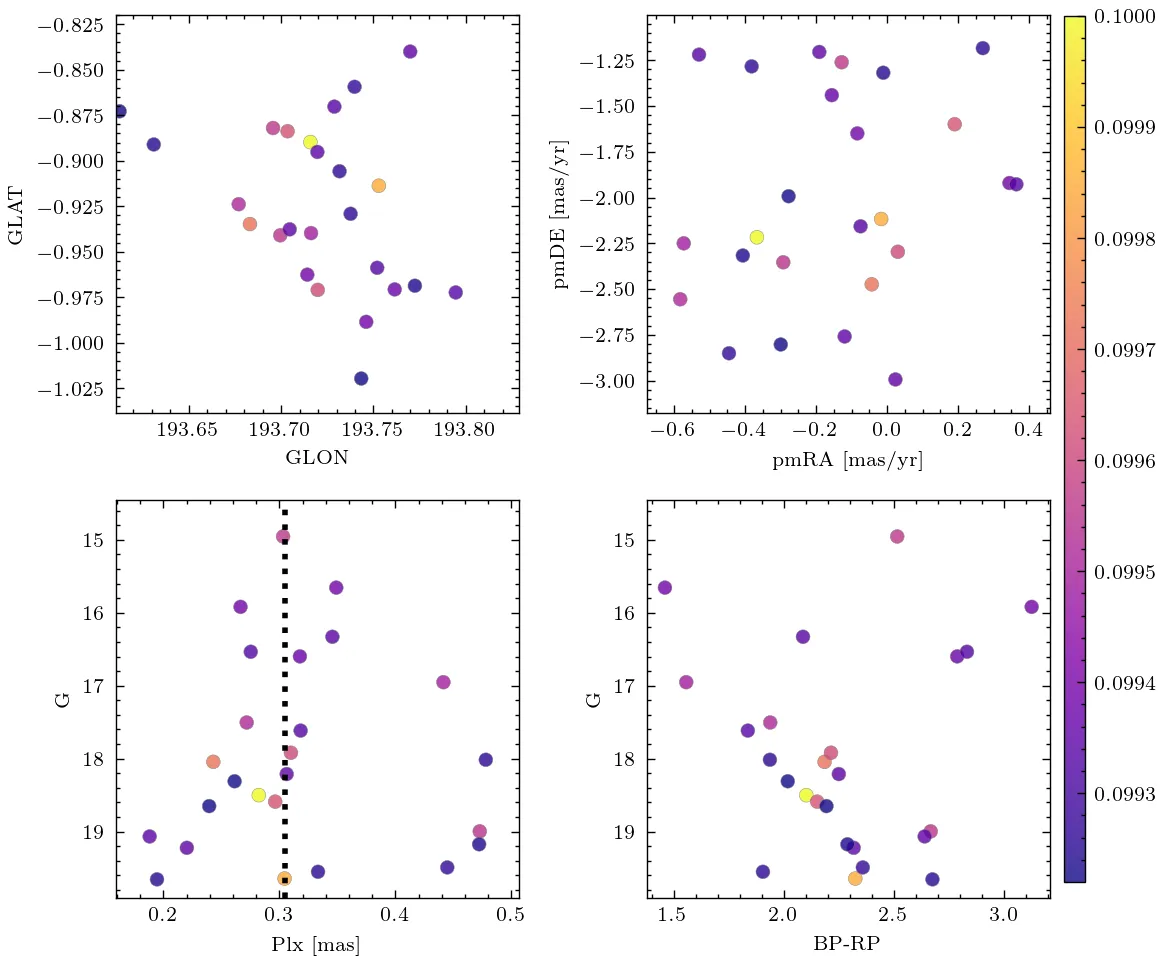 −0.825
−0.850
−0.875
−0.900
−0.925
−0.950
−0.975
−1.000
−1.025
GLAT
193.65 193.70 193.75 193.80
GLON
−1.25
−1.50
−1.75
−2.00
−2.25
−2.50
−2.75
−3.00
pmDE [mas/yr]
−0.6 −0.4 −0.2 0.0 0.2 0.4
pmRA [mas/yr]
0.1000
0.0999
0.0998
0.0997
0.0996
0.0995
0.0994
0.0993
15
16
17
18
19
G
0.2 0.3 0.4 0.5
Plx [mas]
15
16
17
18
19
G
1.5 2.0 2.5 3.0
BP-RP